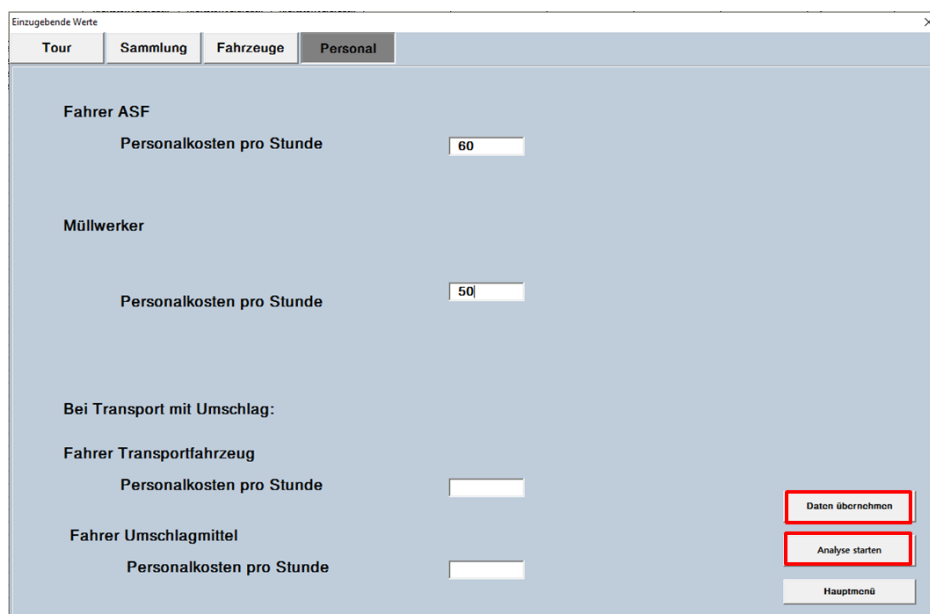 Einzugebende Werte
Tour Sammlung Fahrzeuge Personal
Fahrer ASF
Personalkosten pro Stunde 60
Müllwerker
Personalkosten pro Stunde 50
Bei Transport mit Umschlag:
Fahrer Transportfahrzeug
Personalkosten pro Stunde
Daten übernehmen
Fahrer Umschlagmittel
Analyse starten
Personalkosten pro Stunde
Hauptmenü